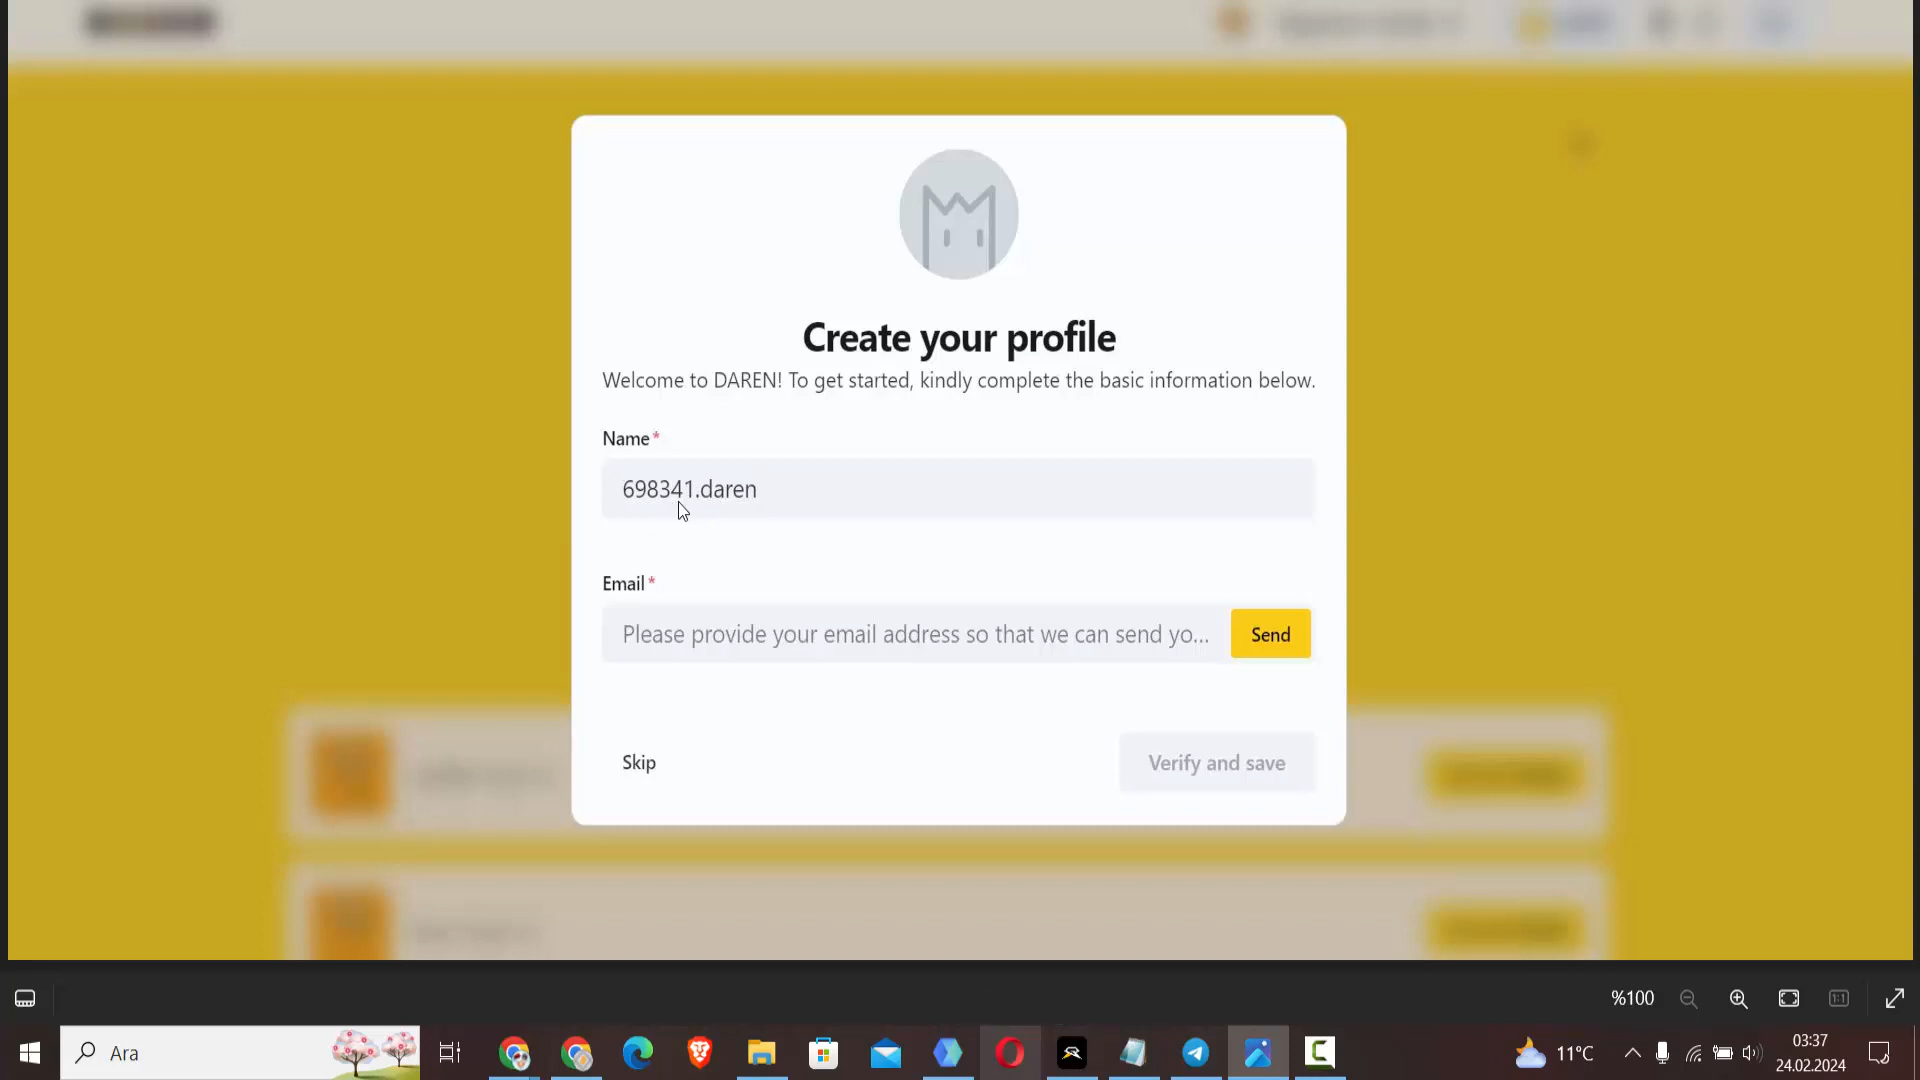 Create your profile
Welcome to DAREN! To get started, kindly complete the basic information below.
Name*
698341.daren
Email*
Please provide your email address so that we can send yo...
Send
Skip
Verify and save
%100
1:1
Ara
11°C
03:37
24.02.2024